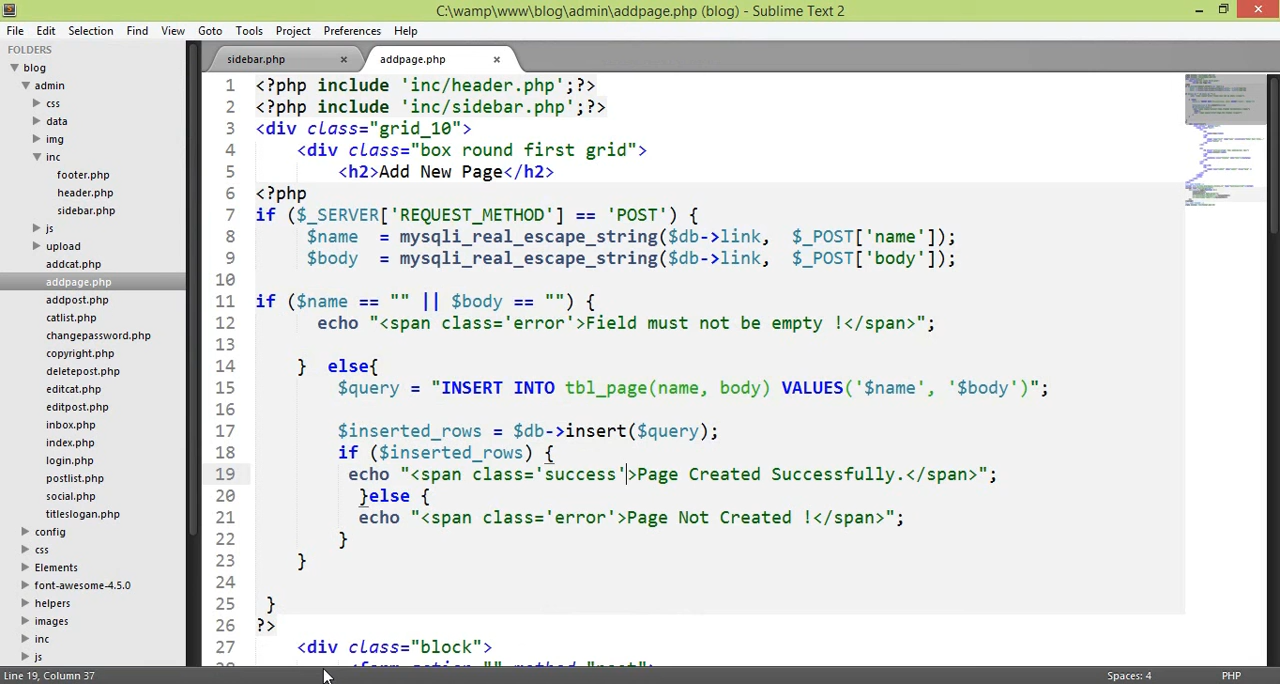 C:\wamp\www\blog\admin\addpage.php (blog) - Sublime Text 2
File Edit Selection Find View Goto Tools Project Preferences Help
FOLDERS
blog
admin
css
data
img
inc
footer.php
header.php
sidebar.php
js
upload
addcat.php
addpage.php
addpost.php
catlist.php
changepassword.php
copyright.php
deletepost.php
editcat.php
editpost.php
inbox.php
index.php
login.php
postlist.php
social.php
titleslogan.php
config
css
Elements
font-awesome-4.5.0
helpers
images
inc
js
sidebar.php addpage.php
1 <?php include 'inc/header.php';?>
2 <?php include 'inc/sidebar.php';?>
3 <div class="grid_10">
4 <div class="box round first grid">
5 <h2>Add New Page</h2>
6 <?php
7 if ($_SERVER['REQUEST_METHOD'] == 'POST') {
8 $name = mysqli_real_escape_string($db->link, $_POST['name']);
9 $body = mysqli_real_escape_string($db->link, $_POST['body']);
10
11 if ($name == "" || $body == "") {
12 echo "<span class='error'>Field must not be empty !</span>";
13
14 } else{
15 $query = "INSERT INTO tbl_page(name, body) VALUES('$name', '$body')";
16
17 $inserted_rows = $db->insert($query);
18 if ($inserted_rows) {
19 echo "<span class='success'>Page Created Successfully.</span>";
20 }else {
21 echo "<span class='error'>Page Not Created !</span>";
22 }
23 }
24
25 }
26 ?>
27 <div class="block">
28 <form action="" method="post">
Line 19, Column 37
Spaces: 4 PHP